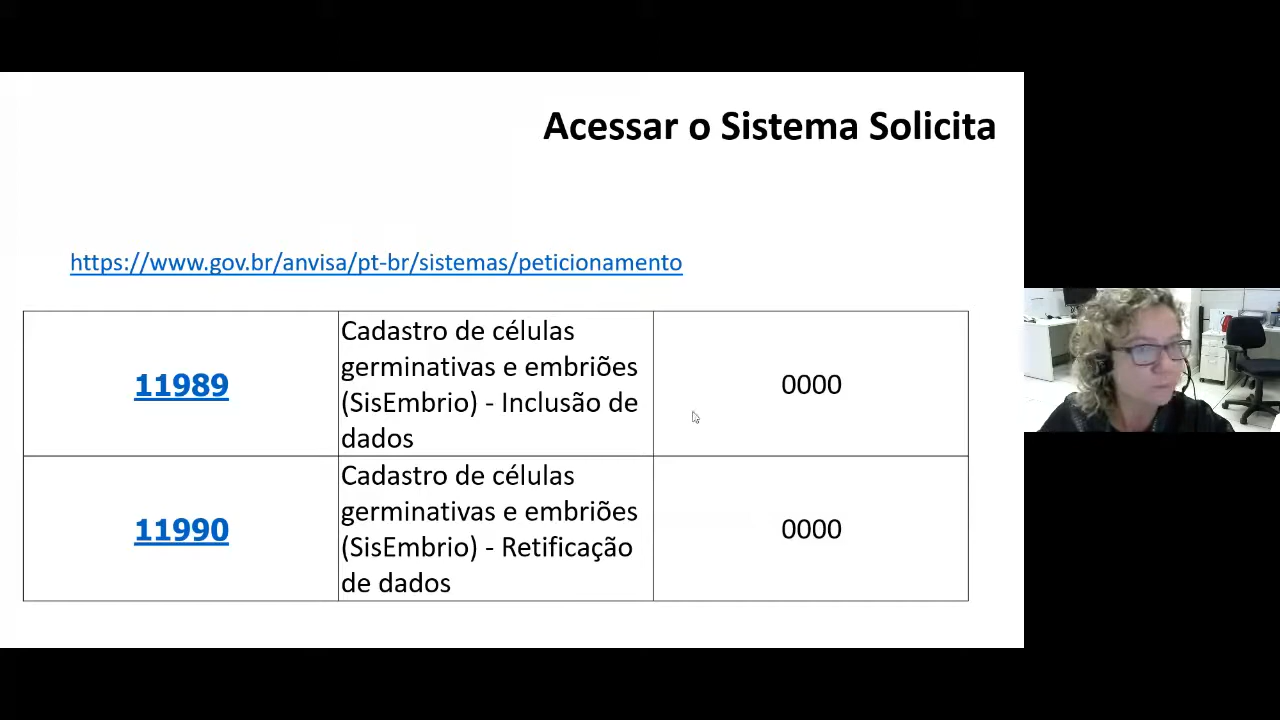 Acessar o Sistema Solicita
https://www.gov.br/anvisa/pt-br/sistemas/peticionamento
11989
Cadastro de células
germinativas e embriões
(SisEmbrio) - Inclusão de
dados
0000
11990
Cadastro de células
germinativas e embriões
(SisEmbrio) - Retificação
de dados
0000